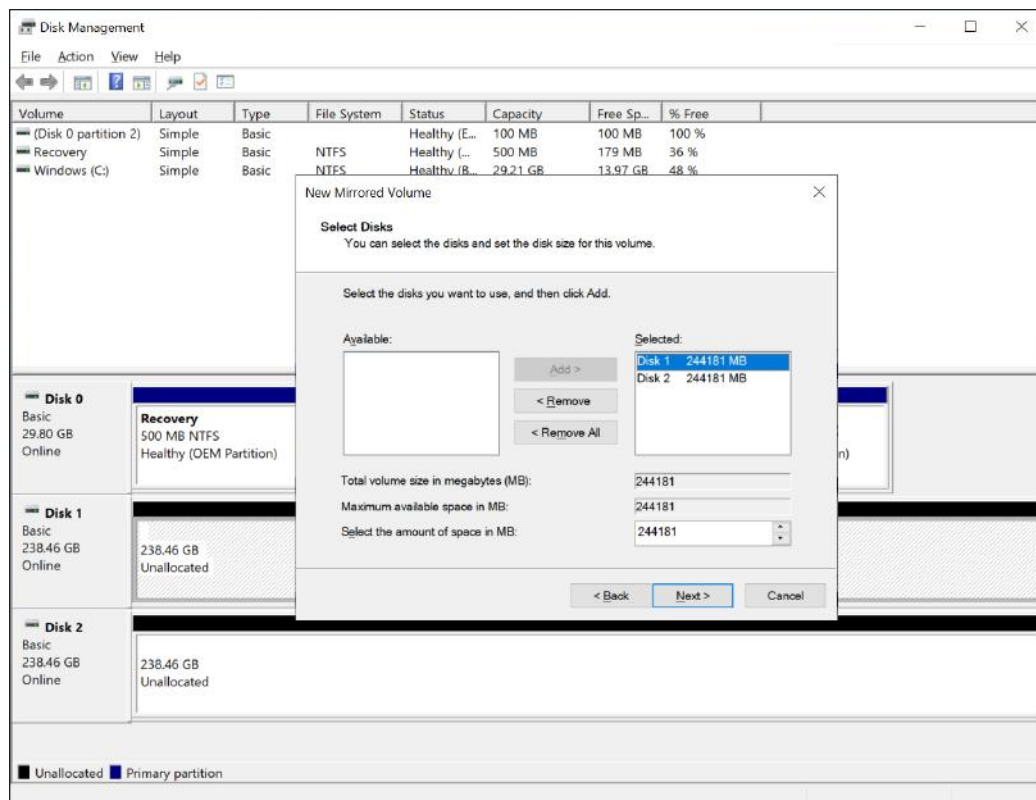 Disk Management
File Action View Help
Volume Layout Type File System Status Capacity Free Sp... % Free
(Disk 0 partition 2) Simple Basic Healthy (E... 100 MB 100 MB 100 %
Recovery Simple Basic NTFS Healthy (... 500 MB 179 MB 36 %
Windows (C:) Simple Basic NTFS Healthy (B... 29.21 GB 13.97 GB 48 %
New Mirrored Volume
Select Disks
You can select the disks and set the disk size for this volume.
Select the disks you want to use, and then click Add.
Available:
Selected:
Add >
< Remove
< Remove All
Disk 1 244181 MB
Disk 2 244181 MB
Total volume size in megabytes (MB): 244181
Maximum available space in MB: 244181
Select the amount of space in MB: 244181
< Back Next > Cancel
Disk 0
Basic
29.80 GB
Online
Recovery
500 MB NTFS
Healthy (OEM Partition)
n)
Disk 1
Basic
238.46 GB
Online
238.46 GB
Unallocated
Disk 2
Basic
238.46 GB
Online
238.46 GB
Unallocated
Unallocated Primary partition